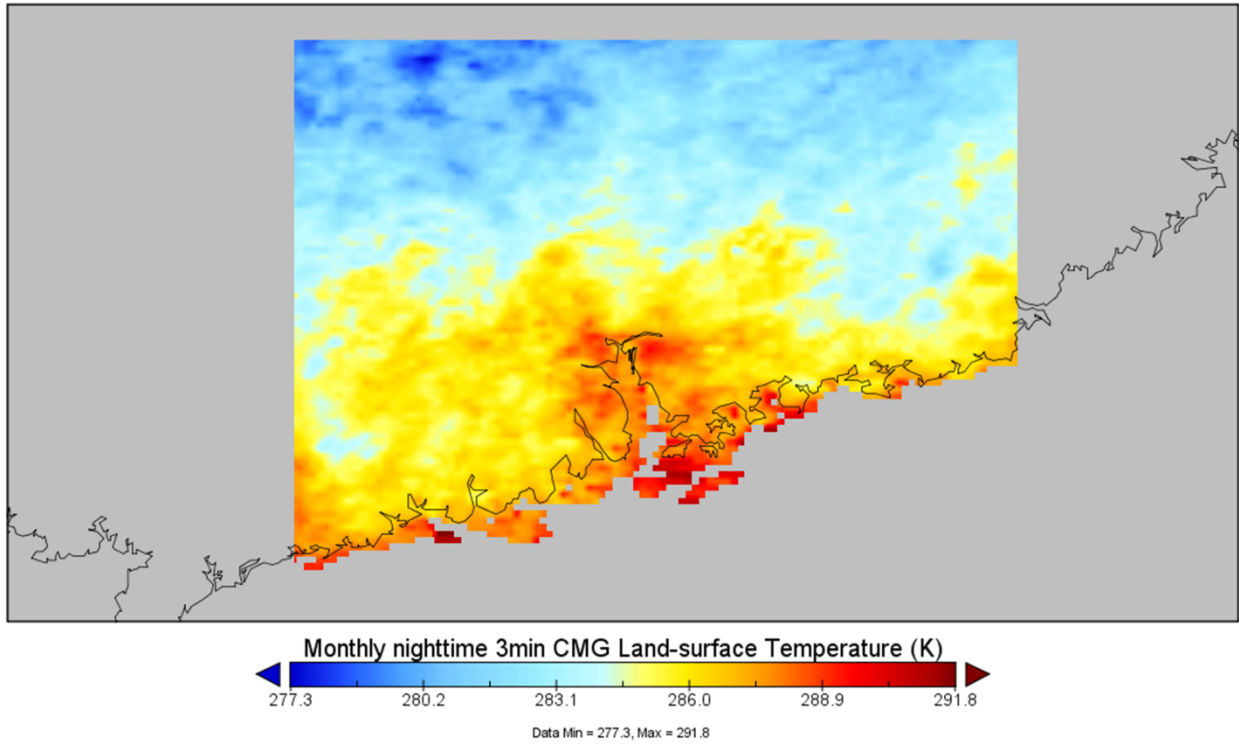 Monthly nighttime 3min CMG Land-surface Temperature (K)
277.3 280.2 283.1 286.0 288.9 291.8
Data Min = 277.3, Max = 291.8